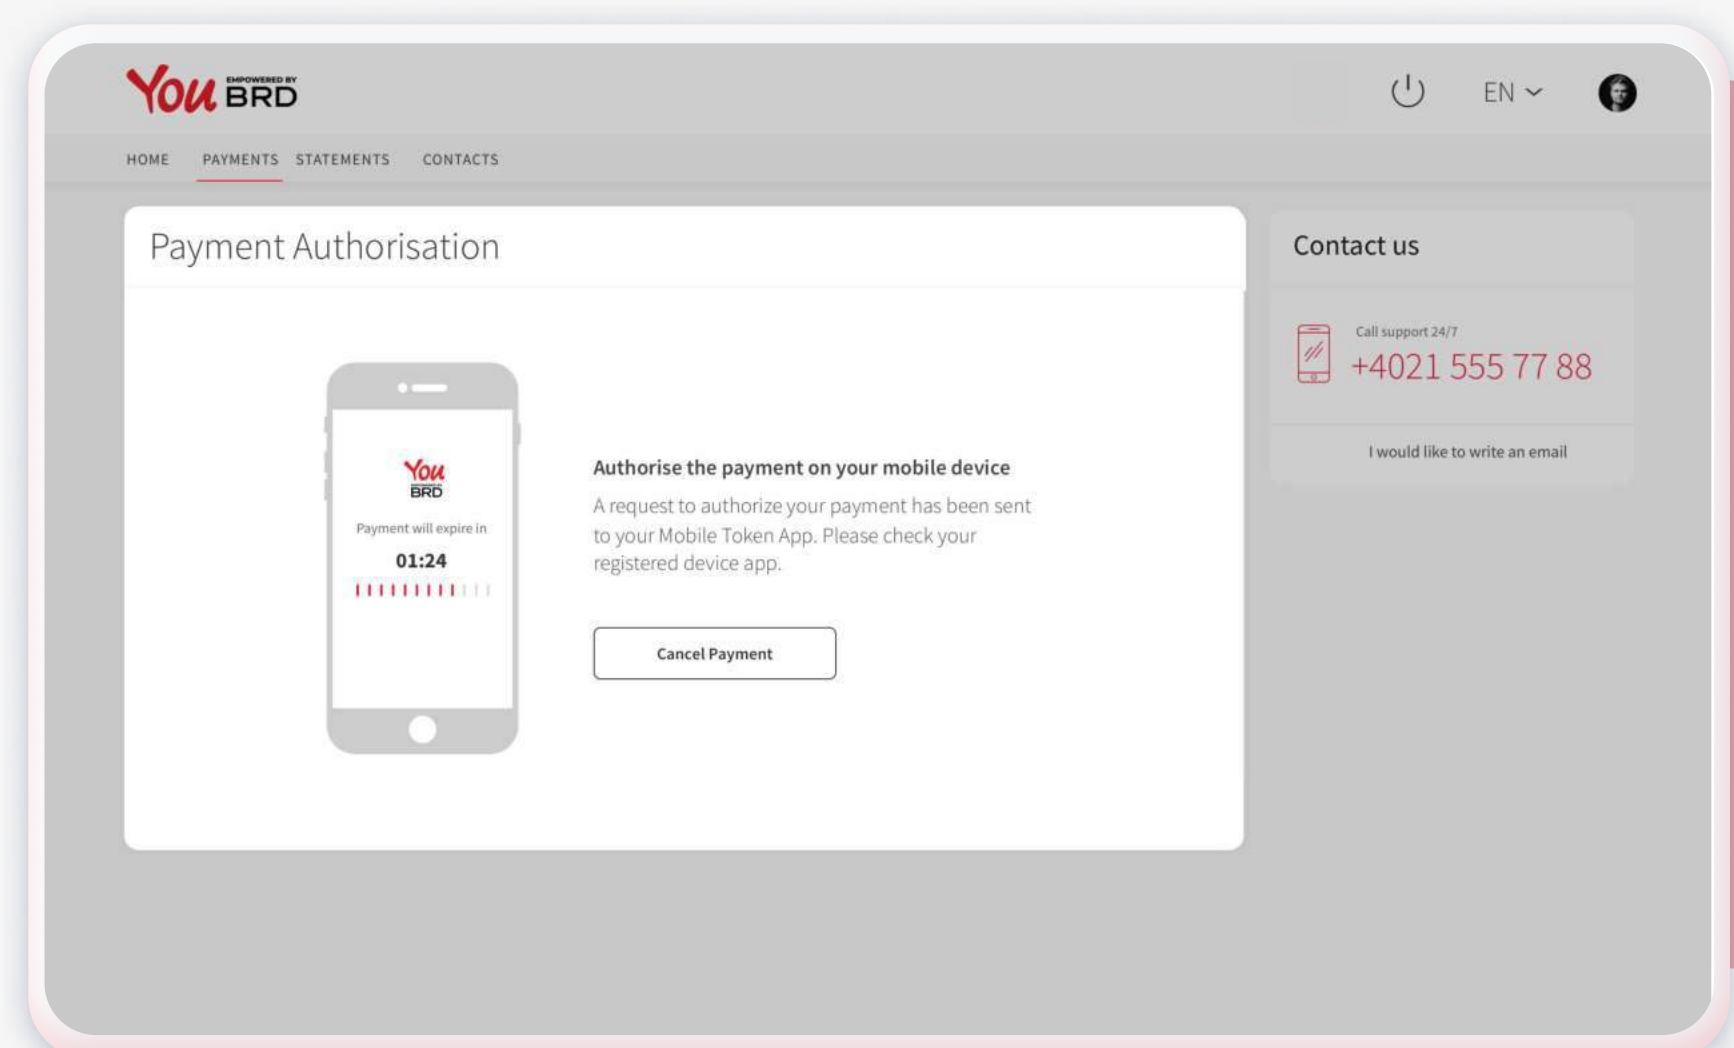 You EMPOWERED BY BRD
EN
HOME PAYMENTS STATEMENTS CONTACTS
Payment Authorisation
You
EMPOWERED BY
BRD
Payment will expire in
01:24
Authorise the payment on your mobile device
A request to authorize your payment has been sent
to your Mobile Token App. Please check your
registered device app.
Cancel Payment
Contact us
Call support 24/7
+4021 555 77 88
I would like to write an email